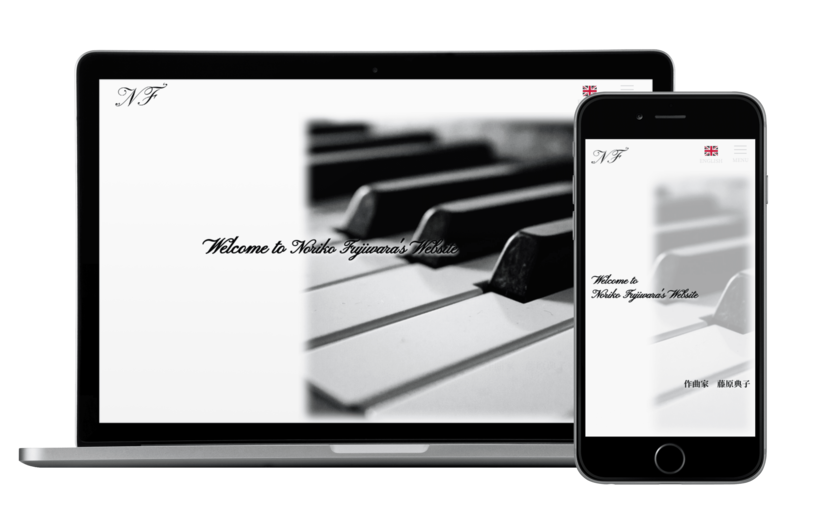 NF
Welcome to Noriko Fujiwara's Website
NF
Welcome to
Noriko Fujiwara's Website
作曲家 藤原典子